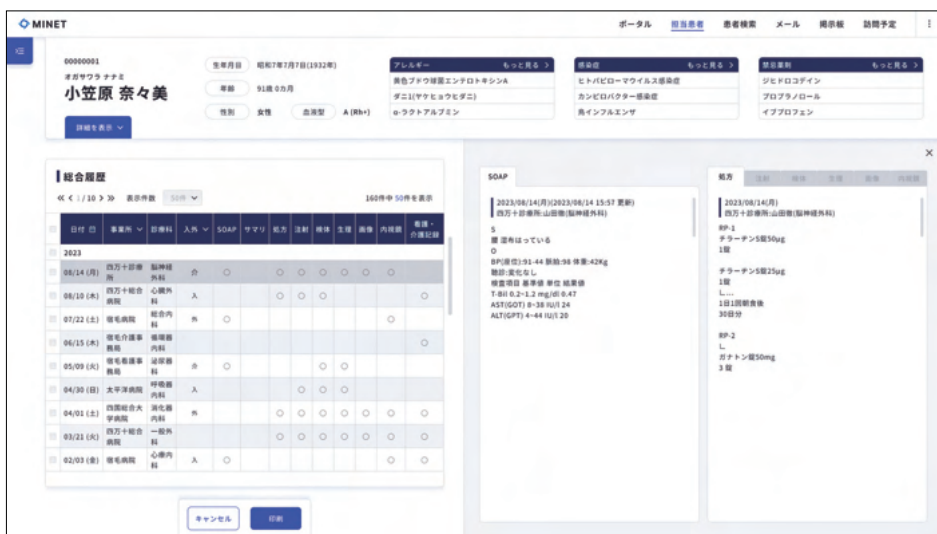 MINET
ポータル 担当患者 患者検索 メール 掲示板 訪問予定
00000001
オガサワラ ナナミ
小笠原 奈々美
詳細を表示
生年月日 昭和7年7月7日(1932年)
年齢 91歳 0カ月
性別 女性 血液型 A (Rh+)
アレルギー もっと見る
黄色ブドウ球菌エンテロトキシンA
ダニ1(ヤケヒョウヒダニ)
α-ラクトアルブミン
感染症 もっと見る
ヒトパピローマウイルス感染症
カンピロバクター感染症
鳥インフルエンザ
禁忌薬剤 もっと見る
ジヒドロコデイン
プロプラノロール
イブプロフェン
総合履歴
1 / 10 表示件数 50件 160件中 50件を表示
日付 事業所 診療科 入外 SOAP サマリ 処方 注射 検体 生理 画像 内視鏡 看護・介護記録
2023
08/14 (月) 四万十診療所 脳神経外科 介 ○ ○ ○ ○ ○ ○ ○
08/10 (木) 四万十総合病院 心臓外科 入 ○ ○ ○ ○
07/22 (土) 宿毛病院 総合内科 外 ○ ○
06/15 (木) 宿毛介護事務局 循環器内科 ○
05/09 (火) 宿毛看護事務局 泌尿器科 介 ○ ○ ○
04/30 (日) 太平洋病院 呼吸器内科 入 ○ ○ ○
04/01 (土) 四国総合大学病院 消化器内科 外 ○ ○ ○ ○ ○ ○ ○
03/21 (火) 四万十総合病院 一般外科 ○ ○ ○ ○ ○ ○ ○
02/03 (金) 宿毛病院 心療内科 入 ○ ○ ○
キャンセル 印刷
SOAP
2023/08/14(月)(2023/08/14 15:57 更新)
四万十診療所:山田徹(脳神経外科)
S
腰 湿布はっている
O
BP(座位):91-44 脈拍:98 体重:42Kg
聴診:変化なし
検査項目 基準値 単位 結果値
T-Bil 0.2~1.2 mg/dl 0.47
AST(GOT) 8~38 IU/l 24
ALT(GPT) 4~44 IU/l 20
処方 注射 検体 生理 画像 内視鏡
2023/08/14(月)
四万十診療所:山田徹(脳神経外科)
RP-1
チラーヂンS錠50μg
1錠
チラーヂンS錠25μg
1錠
∟...
1日1回朝食後
30日分
RP-2
∟
ガナトン錠50mg
3 錠